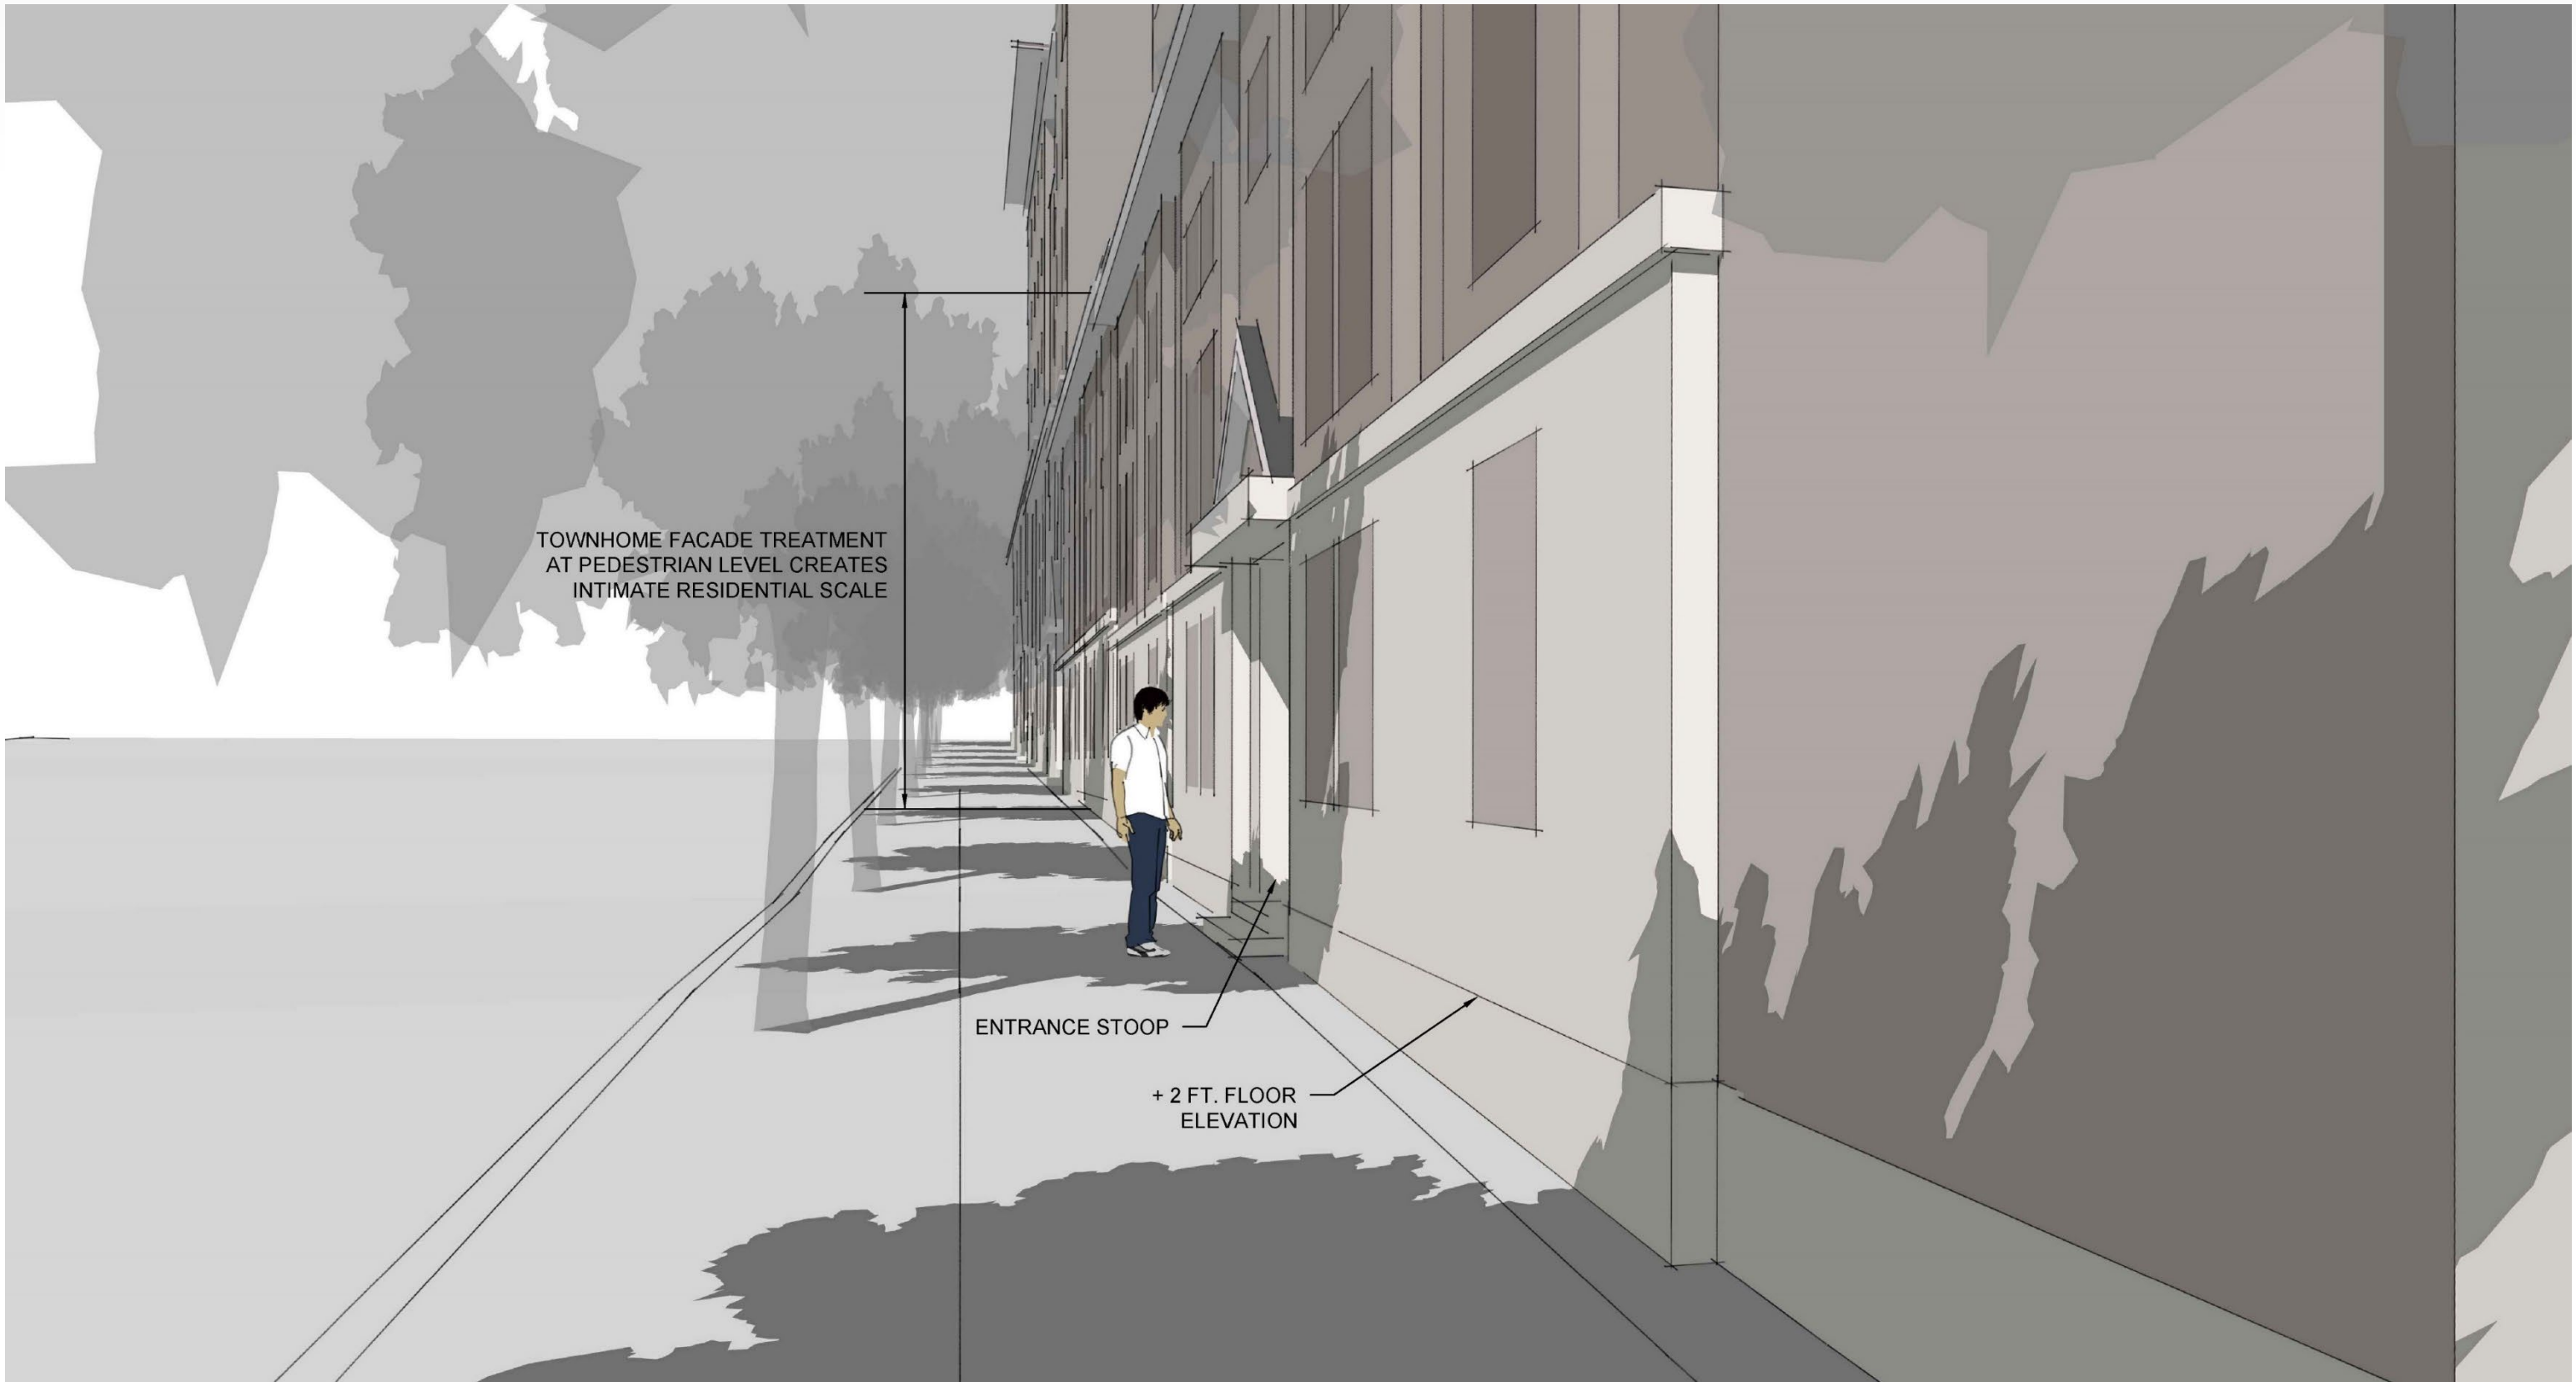 TOWNHOME FACADE TREATMENT
AT PEDESTRIAN LEVEL CREATES
INTIMATE RESIDENTIAL SCALE
ENTRANCE STOOP
+ 2 FT. FLOOR
ELEVATION